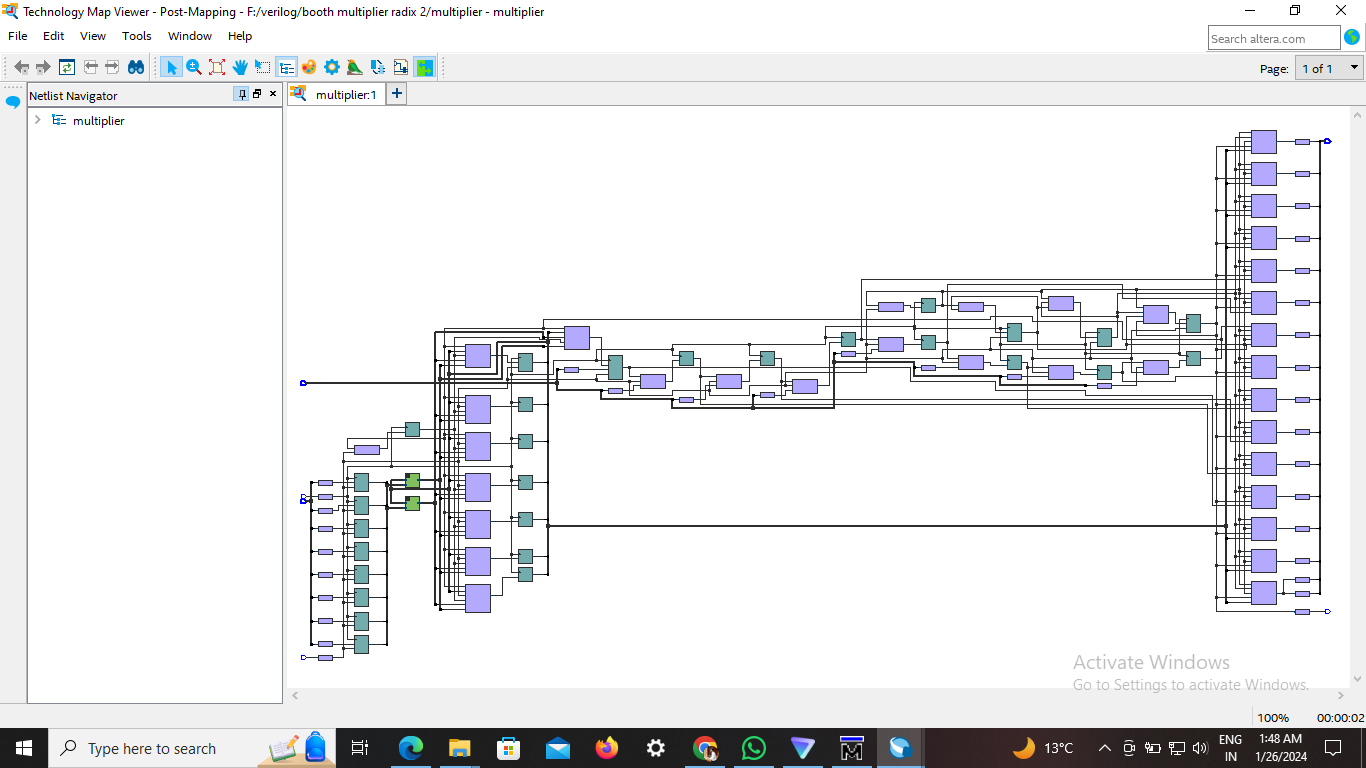 Technology Map Viewer - Post-Mapping - F:/verilog/booth multiplier radix 2/multiplier - multiplier
File Edit View Tools Window Help
Search altera.com
Page: 1 of 1
Netlist Navigator
multiplier:1
multiplier
Activate Windows
Go to Settings to activate Windows.
100% 00:00:02
Type here to search
13°C
ENG
IN
1:48 AM
1/26/2024